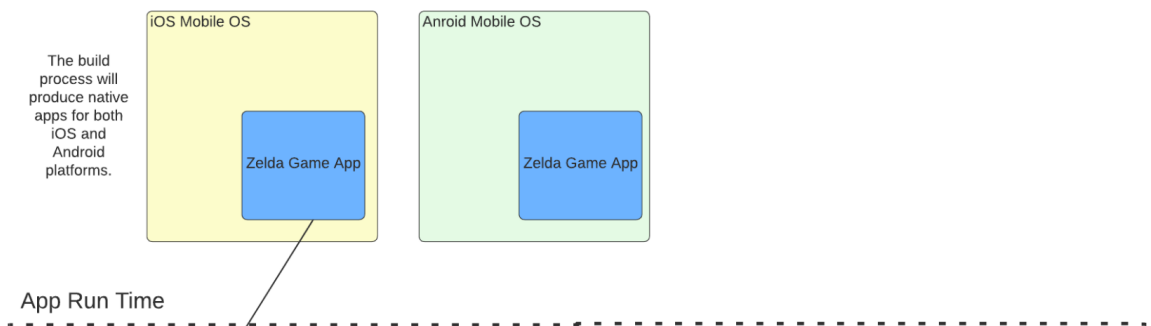 iOS Mobile OS
Anroid Mobile OS
The build
process will
produce native
apps for both
iOS and
Android
platforms.
Zelda Game App
Zelda Game App
App Run Time